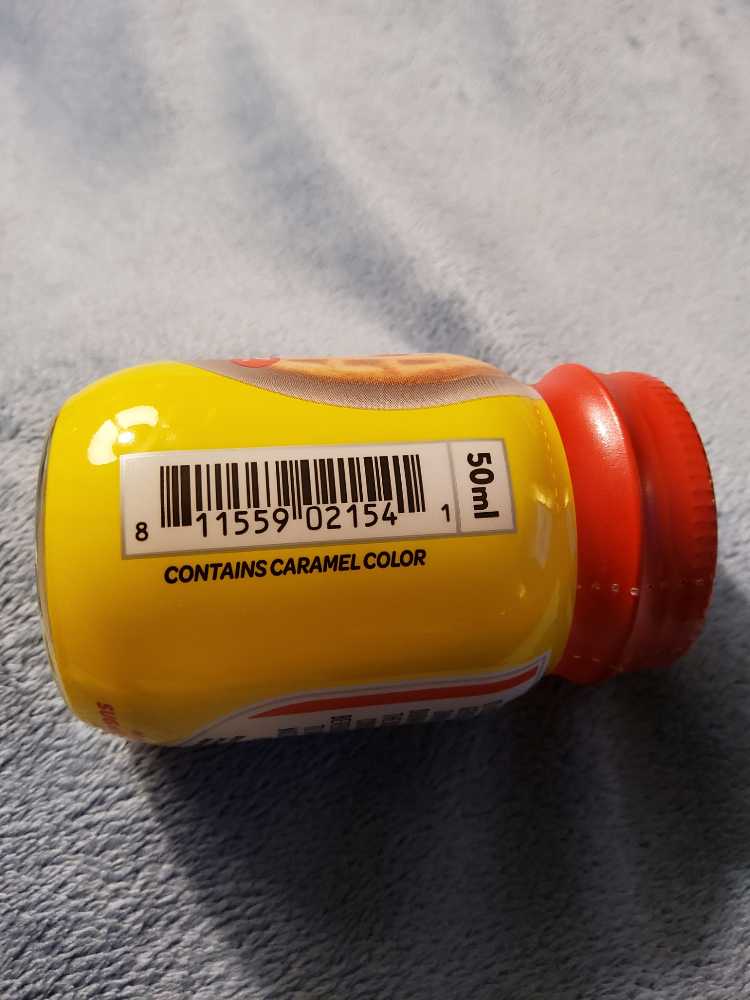 8 11559 02154 1
50ml
CONTAINS CARAMEL COLOR